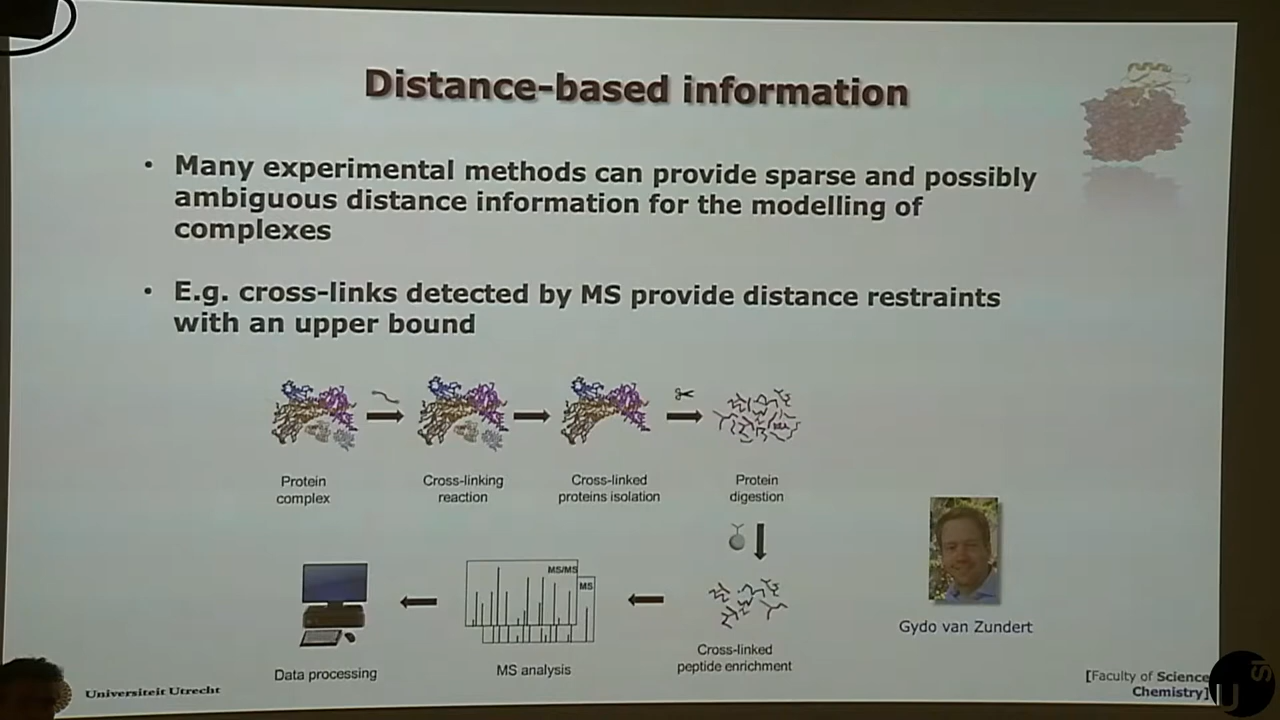 Distance-based information
• Many experimental methods can provide sparse and possibly
ambiguous distance information for the modelling of
complexes
• E.g. cross-links detected by MS provide distance restraints
with an upper bound
Protein
complex
Cross-linking
reaction
Cross-linked
proteins isolation
Protein
digestion
MS/MS
MS
Data processing
MS analysis
Cross-linked
peptide enrichment
Gydo van Zundert
Universiteit Utrecht
[Faculty of Science
Chemistry]